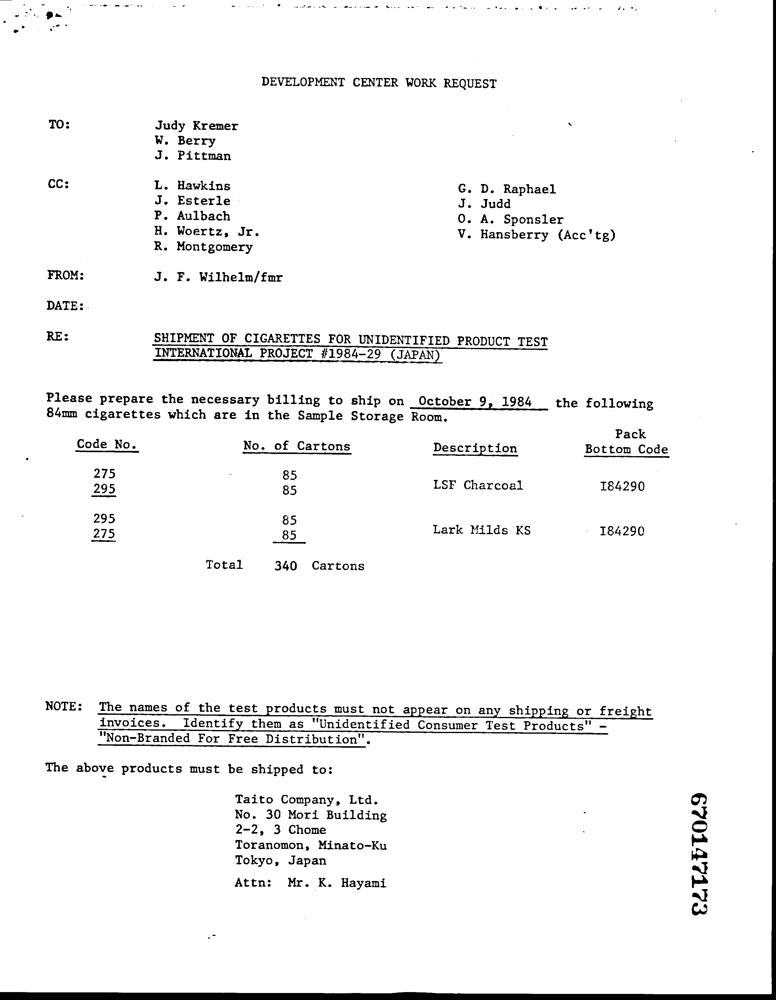 DEVELOPMENT CENTER WORK REQUEST
TO: Judy Kremer
W. Berry
J. Pittman
CC: L. Hawkins
J. Esterle
P. Aulbach
H. Woertz, Jr.
R. Montgomery
G. D. Raphael
J. Judd
O. A. Sponsler
V. Hansberry (Acc'tg)
FROM: J. F. Wilhelm/fmr
DATE:
RE: SHIPMENT OF CIGARETTES FOR UNIDENTIFIED PRODUCT TEST
INTERNATIONAL PROJECT #1984-29 (JAPAN)
Please prepare the necessary billing to ship on October 9, 1984 the following
84mm cigarettes which are in the Sample Storage Room.
Code No. No. of Cartons Description Pack Bottom Code
275 85
295 85 LSF Charcoal I84290
295 85
275 85 Lark Milds KS I84290
Total 340 Cartons
NOTE: The names of the test products must not appear on any shipping or freight
invoices. Identify them as "Unidentified Consumer Test Products" -
"Non-Branded For Free Distribution".
The above products must be shipped to:
Taito Company, Ltd.
No. 30 Mori Building
2-2, 3 Chome
Toranomon, Minato-Ku
Tokyo, Japan
Attn: Mr. K. Hayami
670147173